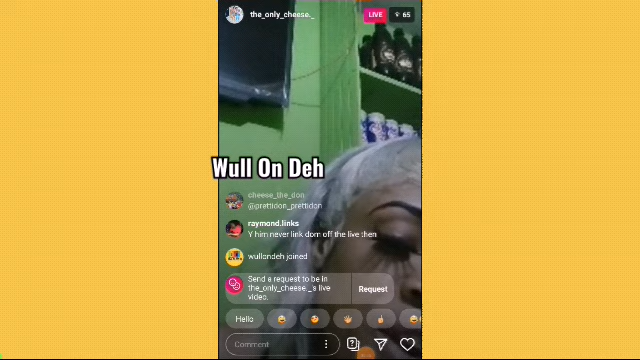 the_only_cheese._
LIVE
65
Wull On Deh
cheese_the_don
@prettidon_prettidon
raymond.links
Y him never link dom off the live then
wullondeh joined
Send a request to be in
the_only_cheese._'s live
video.
Request
Hello
Comment